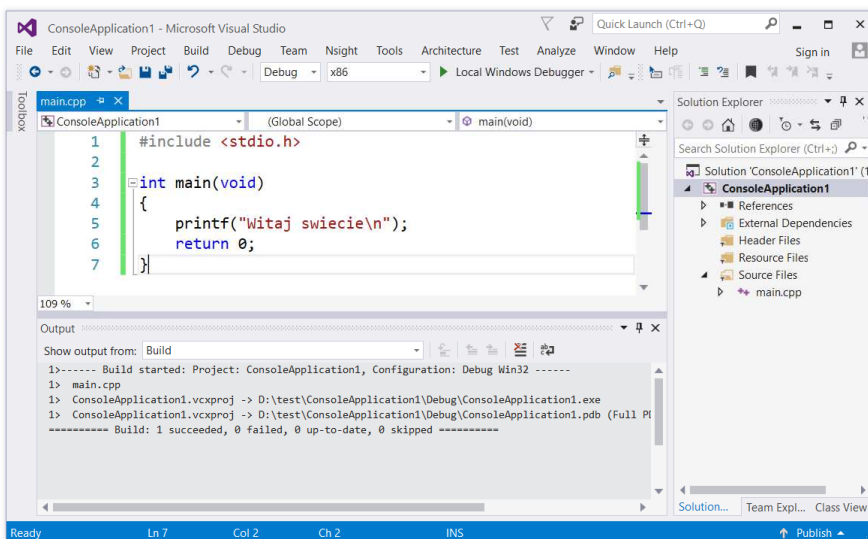 ConsoleApplication1 - Microsoft Visual Studio
Quick Launch (Ctrl+Q)
File Edit View Project Build Debug Team Nsight Tools Architecture Test Analyze Window Help Sign in
Debug x86 Local Windows Debugger
Toolbox
main.cpp
ConsoleApplication1 (Global Scope) main(void)
1 #include <stdio.h>
2
3 int main(void)
4 {
5 printf("Witaj swiecie\n");
6 return 0;
7 }
109 %
Output
Show output from: Build
1>------ Build started: Project: ConsoleApplication1, Configuration: Debug Win32 ------
1> main.cpp
1> ConsoleApplication1.vcxproj -> D:\test\ConsoleApplication1\Debug\ConsoleApplication1.exe
1> ConsoleApplication1.vcxproj -> D:\test\ConsoleApplication1\Debug\ConsoleApplication1.pdb (Full
========== Build: 1 succeeded, 0 failed, 0 up-to-date, 0 skipped ==========
Solution Explorer
Search Solution Explorer (Ctrl+;)
Solution 'ConsoleApplication1' (1
ConsoleApplication1
References
External Dependencies
Header Files
Resource Files
Source Files
main.cpp
Solution... Team Expl... Class View
Ready Ln 7 Col 2 Ch 2 INS Publish